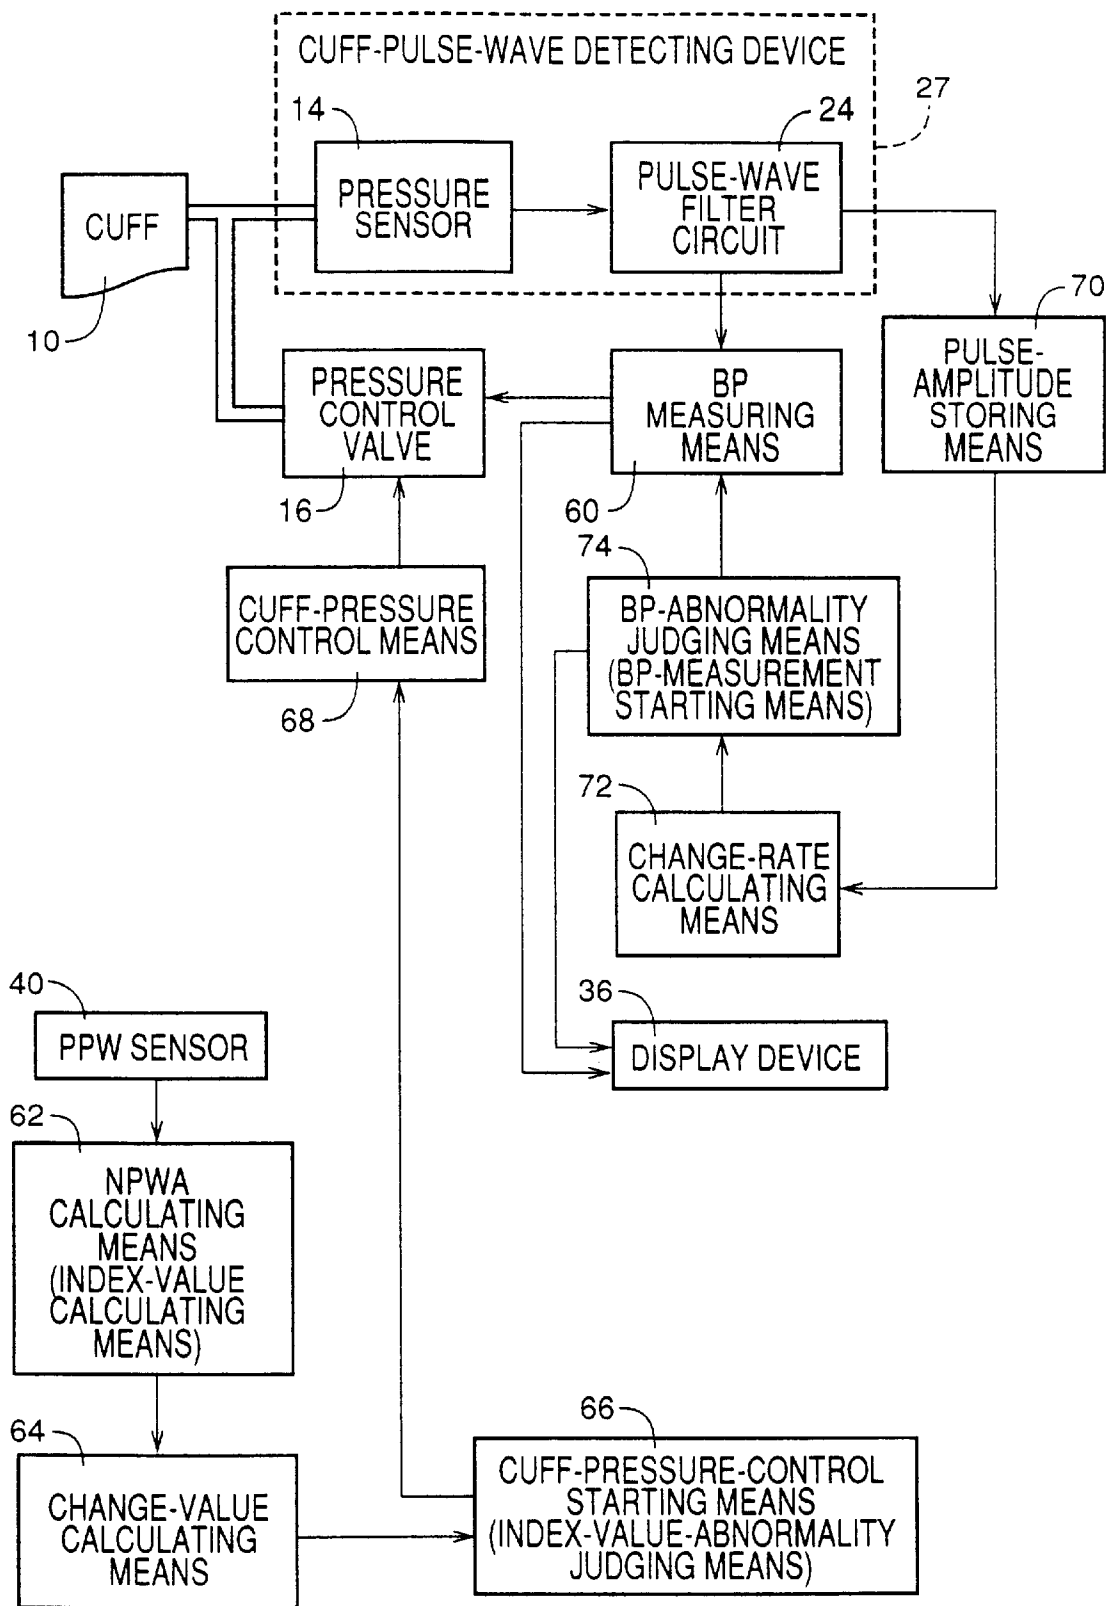 CUFF-PULSE-WAVE DETECTING DEVICE
27
14
24
PRESSURE
SENSOR
PULSE-WAVE
FILTER
CIRCUIT
CUFF
10
70
PULSE-
AMPLITUDE
STORING
MEANS
PRESSURE
CONTROL
VALVE
16
BP
MEASURING
MEANS
60
74
CUFF-PRESSURE
CONTROL MEANS
68
BP-ABNORMALITY
JUDGING MEANS
(BP-MEASUREMENT
STARTING MEANS)
72
CHANGE-RATE
CALCULATING
MEANS
40
PPW SENSOR
36
DISPLAY DEVICE
62
NPWA
CALCULATING
MEANS
(INDEX-VALUE
CALCULATING
MEANS)
64
CHANGE-VALUE
CALCULATING
MEANS
66
CUFF-PRESSURE-CONTROL
STARTING MEANS
(INDEX-VALUE-ABNORMALITY
JUDGING MEANS)